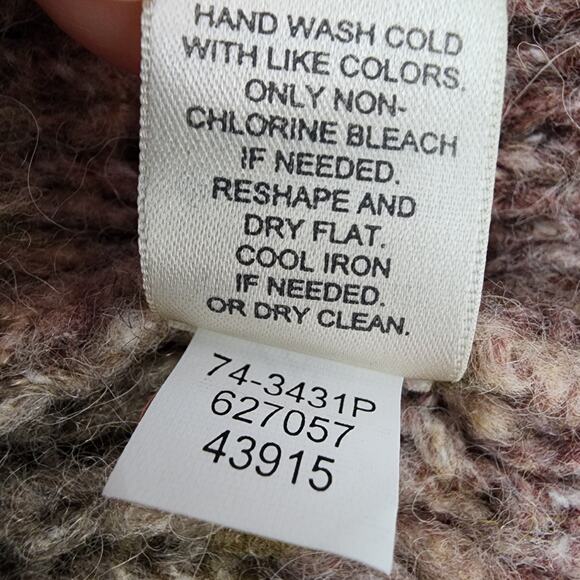 HAND WASH COLD
WITH LIKE COLORS.
ONLY NON-
CHLORINE BLEACH
IF NEEDED.
RESHAPE AND
DRY FLAT.
COOL IRON
IF NEEDED.
OR DRY CLEAN.
74-3431P
627057
43915